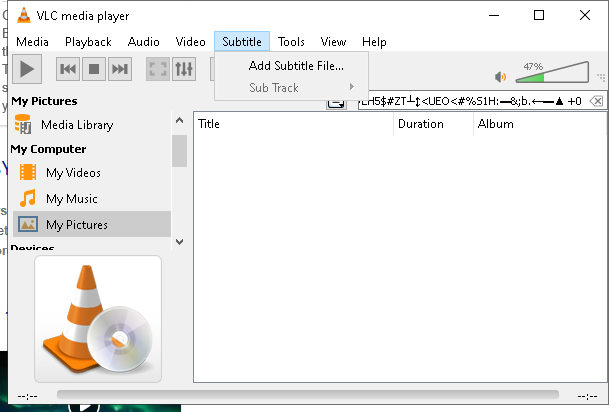 VLC media player
Media Playback Audio Video Subtitle Tools View Help
Add Subtitle File...
Sub Track
47%
My Pictures
Media Library
My Computer
My Videos
My Music
My Pictures
Devices
LH5$#ZT┴↕<UEO<#%S1H:—&;b.←—▲ +0
Title Duration Album
--:-- --:--